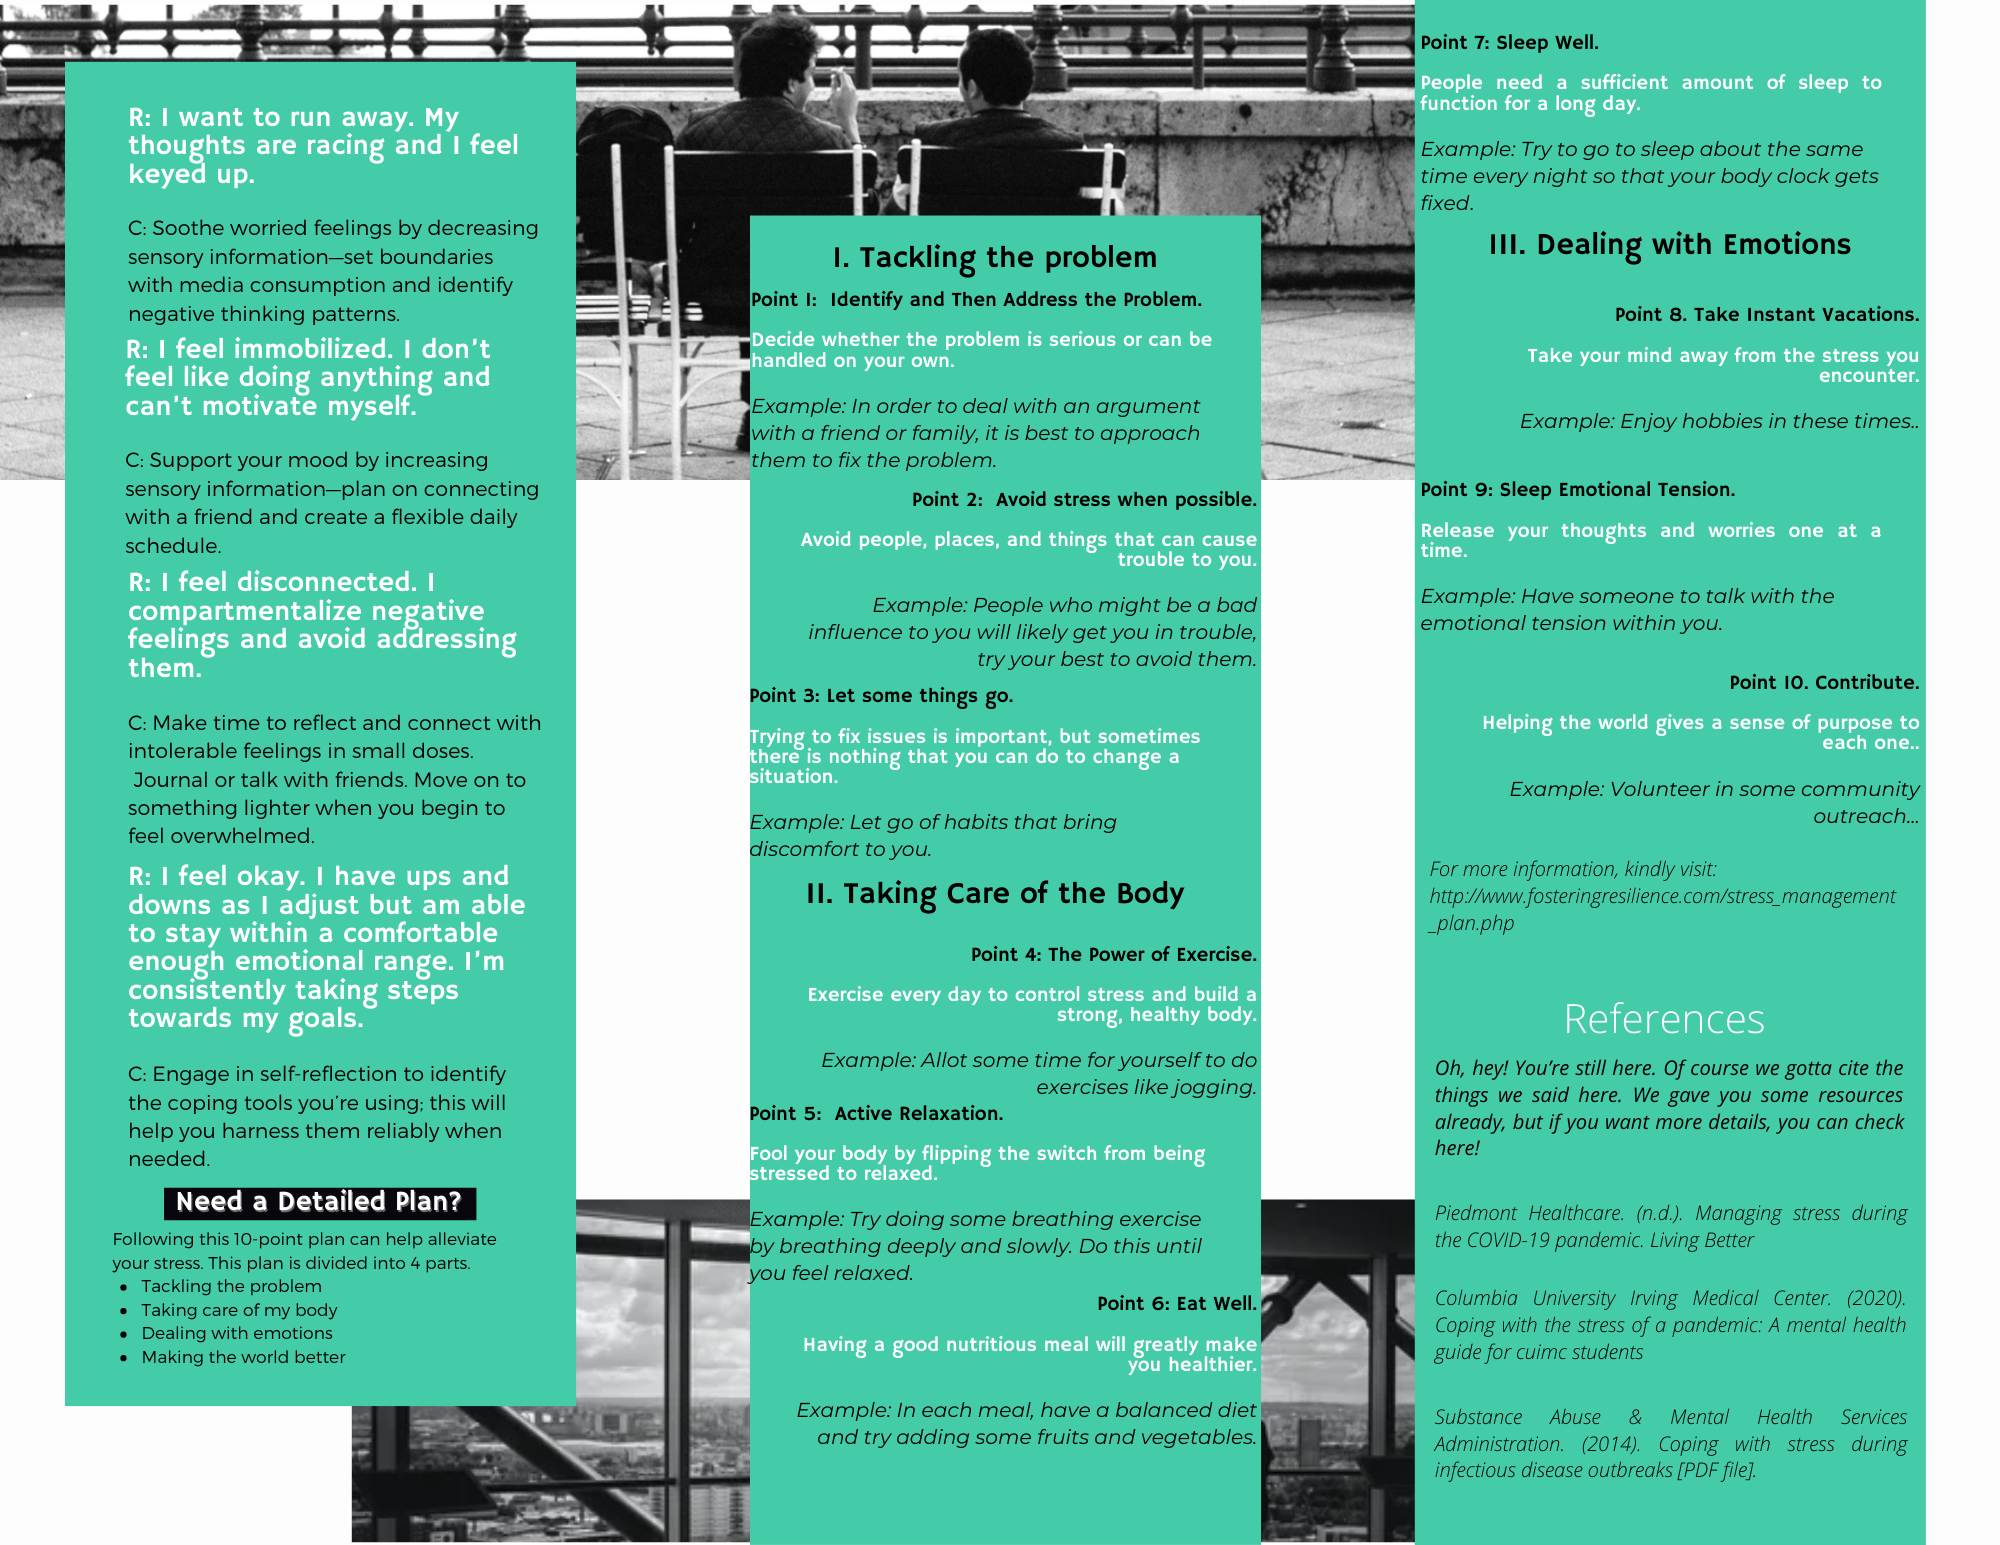 R: I want to run away. My
thoughts are racing and I feel
keyed up.
C: Soothe worried feelings by decreasing
sensory information—set boundaries
with media consumption and identify
negative thinking patterns.
R: I feel immobilized. I don't
feel like doing anything and
can't motivate myself.
C: Support your mood by increasing
sensory information—plan on connecting
with a friend and create a flexible daily
schedule.
R: I feel disconnected. I
compartmentalize negative
feelings and avoid addressing
them.
C: Make time to reflect and connect with
intolerable feelings in small doses.
Journal or talk with friends. Move on to
something lighter when you begin to
feel overwhelmed.
R: I feel okay. I have ups and
downs as I adjust but am able
to stay within a comfortable
enough emotional range. I'm
consistently taking steps
towards my goals.
C: Engage in self-reflection to identify
the coping tools you're using; this will
help you harness them reliably when
needed.
Need a Detailed Plan?
Following this 10-point plan can help alleviate
your stress. This plan is divided into 4 parts.
• Tackling the problem
• Taking care of my body
• Dealing with emotions
• Making the world better
I. Tackling the problem
Point 1: Identify and Then Address the Problem.
Decide whether the problem is serious or can be
handled on your own.
Example: In order to deal with an argument
with a friend or family, it is best to approach
them to fix the problem.
Point 2: Avoid stress when possible.
Avoid people, places, and things that can cause
trouble to you.
Example: People who might be a bad
influence to you will likely get you in trouble,
try your best to avoid them.
Point 3: Let some things go.
Trying to fix issues is important, but sometimes
there is nothing that you can do to change a
situation.
Example: Let go of habits that bring
discomfort to you.
II. Taking Care of the Body
Point 4: The Power of Exercise.
Exercise every day to control stress and build a
strong, healthy body.
Example: Allot some time for yourself to do
exercises like jogging.
Point 5: Active Relaxation.
Fool your body by flipping the switch from being
stressed to relaxed.
Example: Try doing some breathing exercise
by breathing deeply and slowly. Do this until
you feel relaxed.
Point 6: Eat Well.
Having a good nutritious meal will greatly make
you healthier.
Example: In each meal, have a balanced diet
and try adding some fruits and vegetables.
Point 7: Sleep Well.
People need a sufficient amount of sleep to
function for a long day.
Example: Try to go to sleep about the same
time every night so that your body clock gets
fixed.
III. Dealing with Emotions
Point 8. Take Instant Vacations.
Take your mind away from the stress you
encounter.
Example: Enjoy hobbies in these times..
Point 9: Sleep Emotional Tension.
Release your thoughts and worries one at a
time.
Example: Have someone to talk with the
emotional tension within you.
Point 10. Contribute.
Helping the world gives a sense of purpose to
each one..
Example: Volunteer in some community
outreach...
For more information, kindly visit:
http://www.fosteringresilience.com/stress_management
_plan.php
References
Oh, hey! You're still here. Of course we gotta cite the
things we said here. We gave you some resources
already, but if you want more details, you can check
here!
Piedmont Healthcare. (n.d.). Managing stress during
the COVID-19 pandemic. Living Better
Columbia University Irving Medical Center. (2020).
Coping with the stress of a pandemic: A mental health
guide for cuimc students
Substance Abuse & Mental Health Services
Administration. (2014). Coping with stress during
infectious disease outbreaks [PDF file].